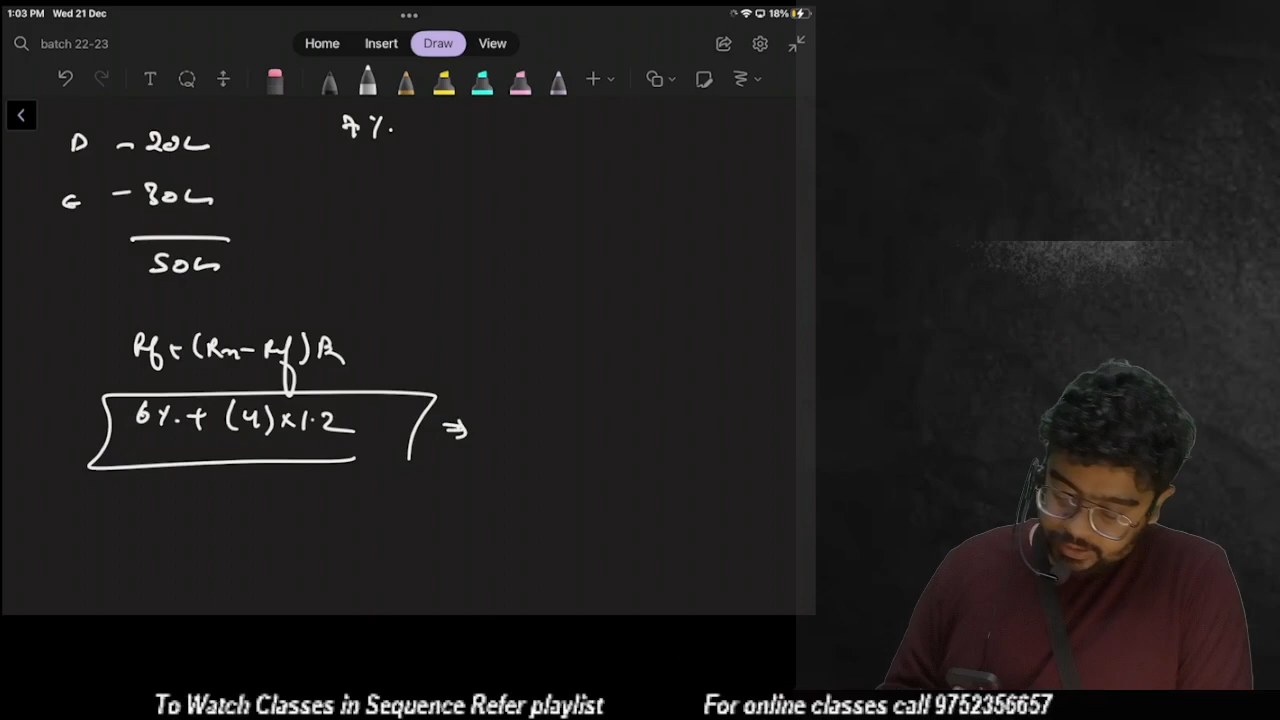 1:03 PM Wed 21 Dec
18%
batch 22-23
Home Insert Draw View
T
7%.
D - 20L
E - 30L
50L
Rf + (Rm - Rf) B
6%. + (4) x 1.2 →
To Watch Classes in Sequence Refer playlist
For online classes call 9752356657